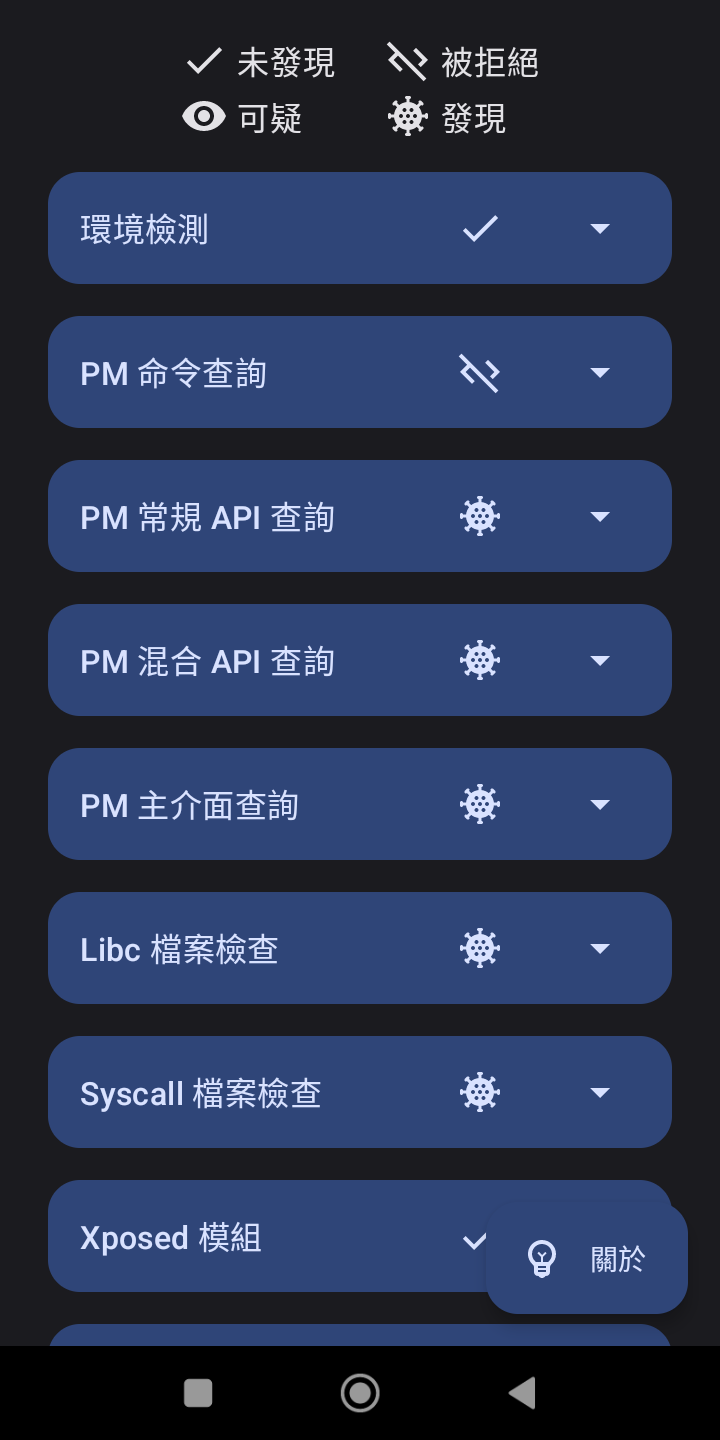 未發現 被拒絕
可疑 發現
環境檢測
PM 命令查詢
PM 常規 API 查詢
PM 混合 API 查詢
PM 主介面查詢
Libc 檔案檢查
Syscall 檔案檢查
Xposed 模組
關於